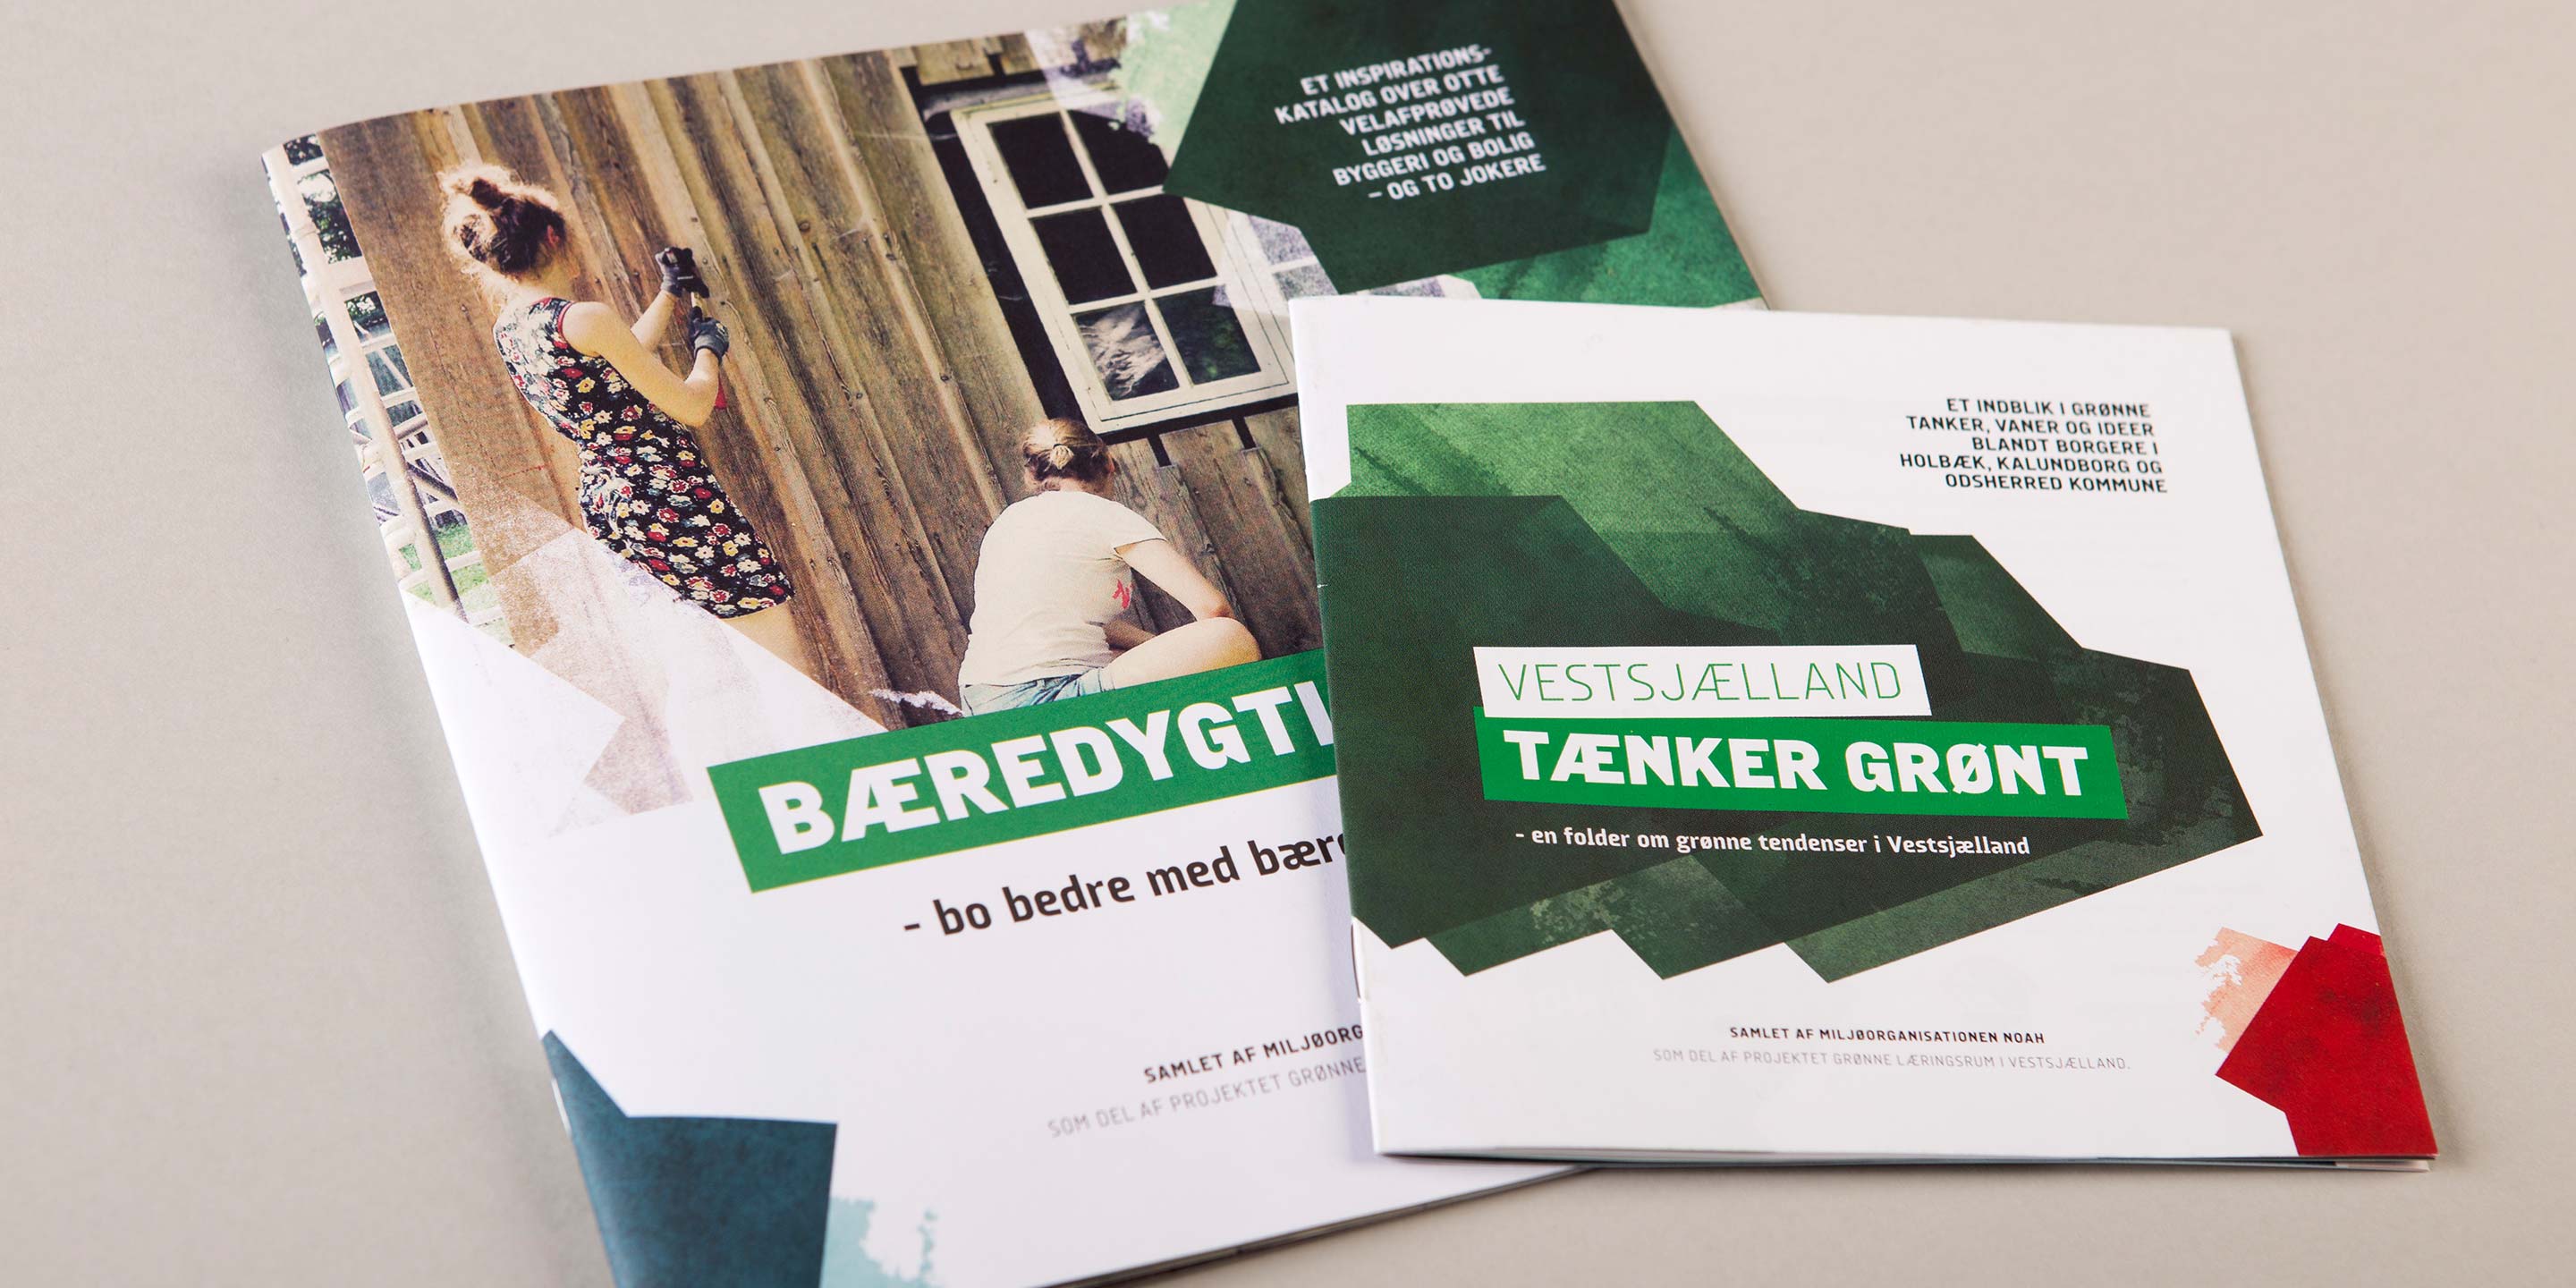 ET INSPIRATIONS-
KATALOG OVER OTTE
VELAFPRØVEDE
LØSNINGER TIL
BYGGERI OG BOLIG
– OG TO JOKERE
BÆREDYGTI
- bo bedre med bære
SAMLET AF MILJØORG
SOM DEL AF PROJEKTET GRØNNE
ET INDBLIK I GRØNNE
TANKER, VANER OG IDEER
BLANDT BORGERE I
HOLBÆK, KALUNDBORG OG
ODSHERRED KOMMUNE
VESTSJÆLLAND
TÆNKER GRØNT
- en folder om grønne tendenser i Vestsjælland
SAMLET AF MILJØORGANISATIONEN NOAH
SOM DEL AF PROJEKTET GRØNNE LÆRINGSRUM I VESTSJÆLLAND.